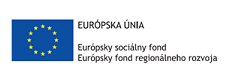 EURÓPSKA ÚNIA
Európsky sociálny fond
Európsky fond regionálneho rozvoja